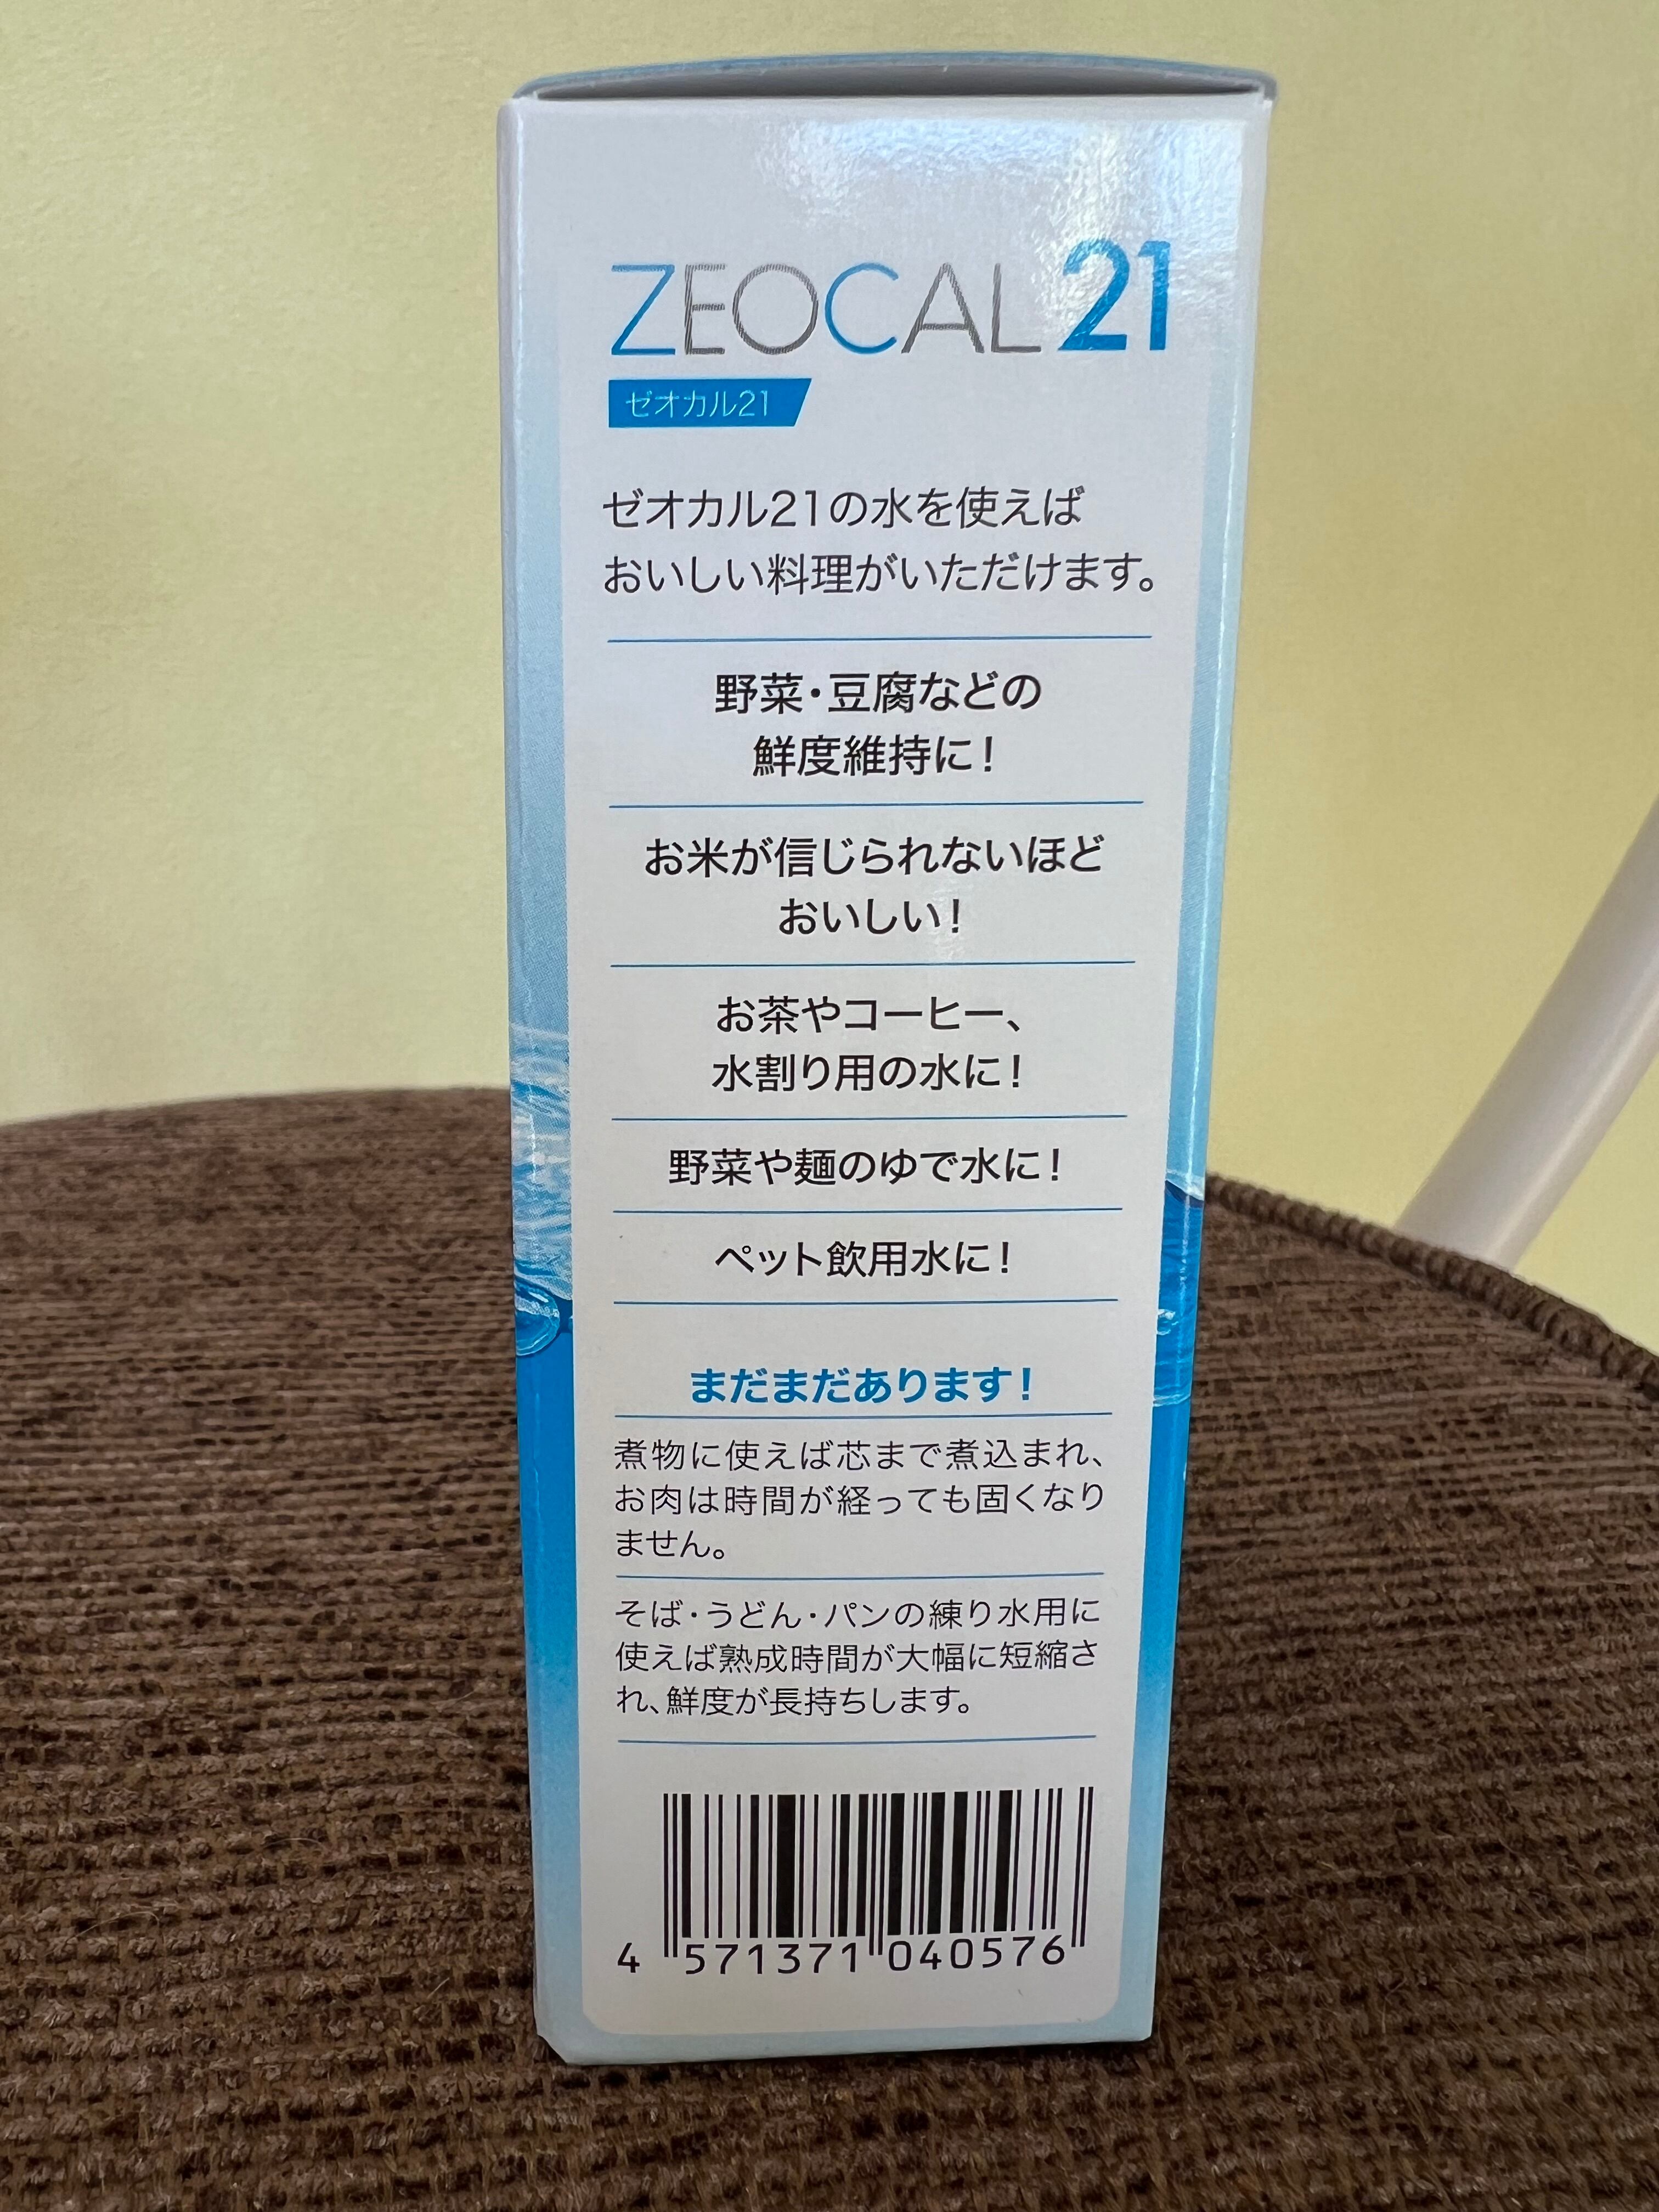 ZEOCAL21
ゼオカル21
ゼオカル21の水を使えば
おいしい料理がいただけます。
野菜・豆腐などの
鮮度維持に！
お米が信じられないほど
おいしい！
お茶やコーヒー、
水割り用の水に！
野菜や麺のゆで水に！
ペット飲用水に！
まだまだあります！
煮物に使えば芯まで煮込まれ、
お肉は時間が経っても固くなり
ません。
そば・うどん・パンの練り水用に
使えば熟成時間が大幅に短縮さ
れ、鮮度が長持ちします。
4 571371 040576